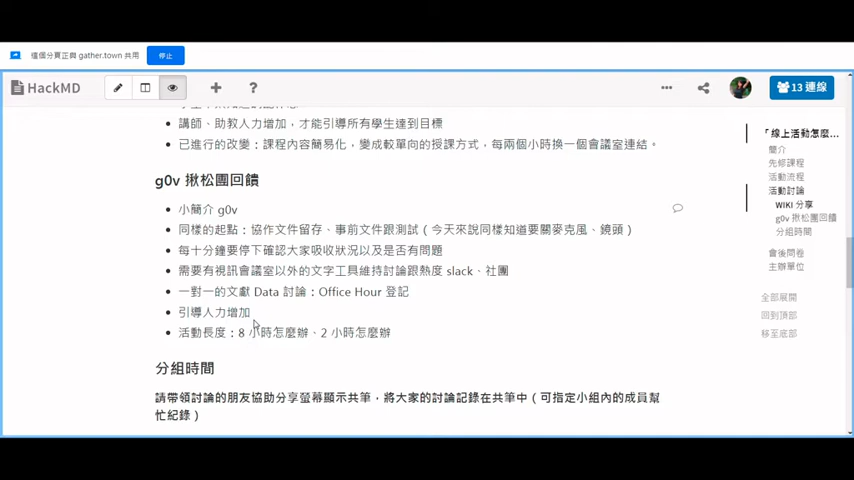 這個分頁正與 gather.town 共用
停止
HackMD
13 連線
講師、助教人力增加，才能引導所有學生達到目標
已進行的改變：課程內容簡易化，變成較單向的授課方式，每兩個小時換一個會議室連結。
g0v 揪松團回饋
小簡介 g0v
同樣的起點：協作文件留存、事前文件跟測試（今天來說同樣知道要關麥克風、鏡頭）
每十分鐘要停下確認大家吸收狀況以及是否有問題
需要有視訊會議室以外的文字工具維持討論跟熱度 slack、社團
一對一的文獻 Data 討論：Office Hour 登記
引導人力增加
活動長度：8 小時怎麼辦、2 小時怎麼辦
分組時間
請帶領討論的朋友協助分享螢幕顯示共筆，將大家的討論記錄在共筆中（可指定小組內的成員幫
忙紀錄）
「線上活動怎麼...
簡介
先修課程
活動流程
活動討論
WIKI 分享
g0v 揪松團回饋
分組時間
會後問卷
主辦單位
全部展開
回到頂部
移至底部